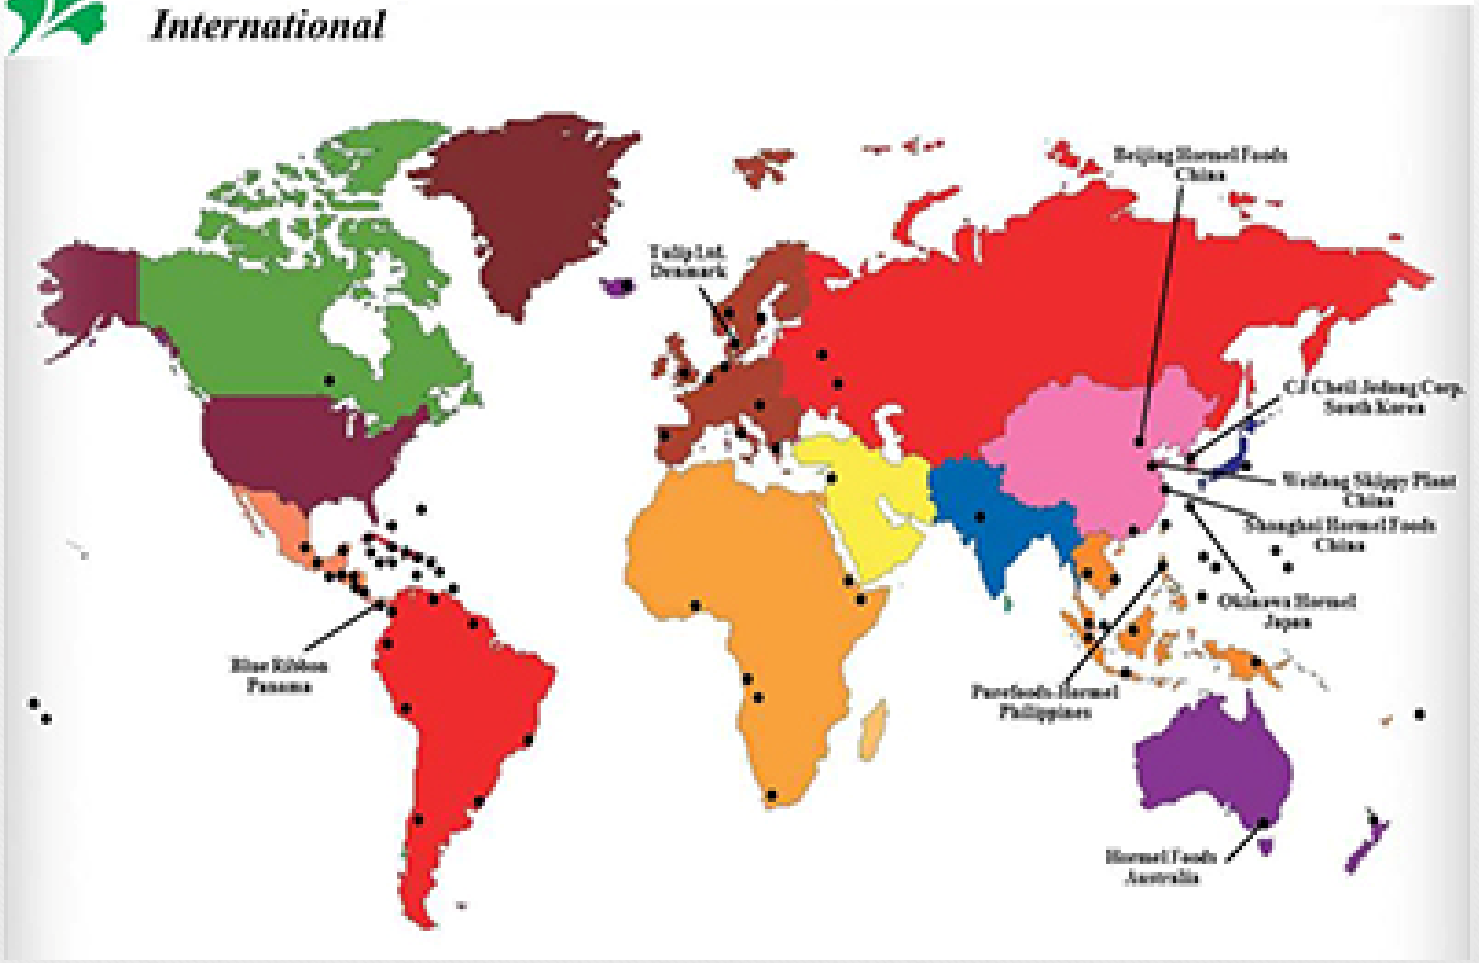 International
Beijing Hormel Foods
China
Tulip Ltd.
Denmark
CJ Cheil Jedang Corp.
South Korea
Weifang Skippy Plant
China
Shanghai Hormel Foods
China
Okinawa Hormel
Japan
Blue Ribbon
Panama
Purefoods-Hormel
Philippines
Hormel Foods
Australia